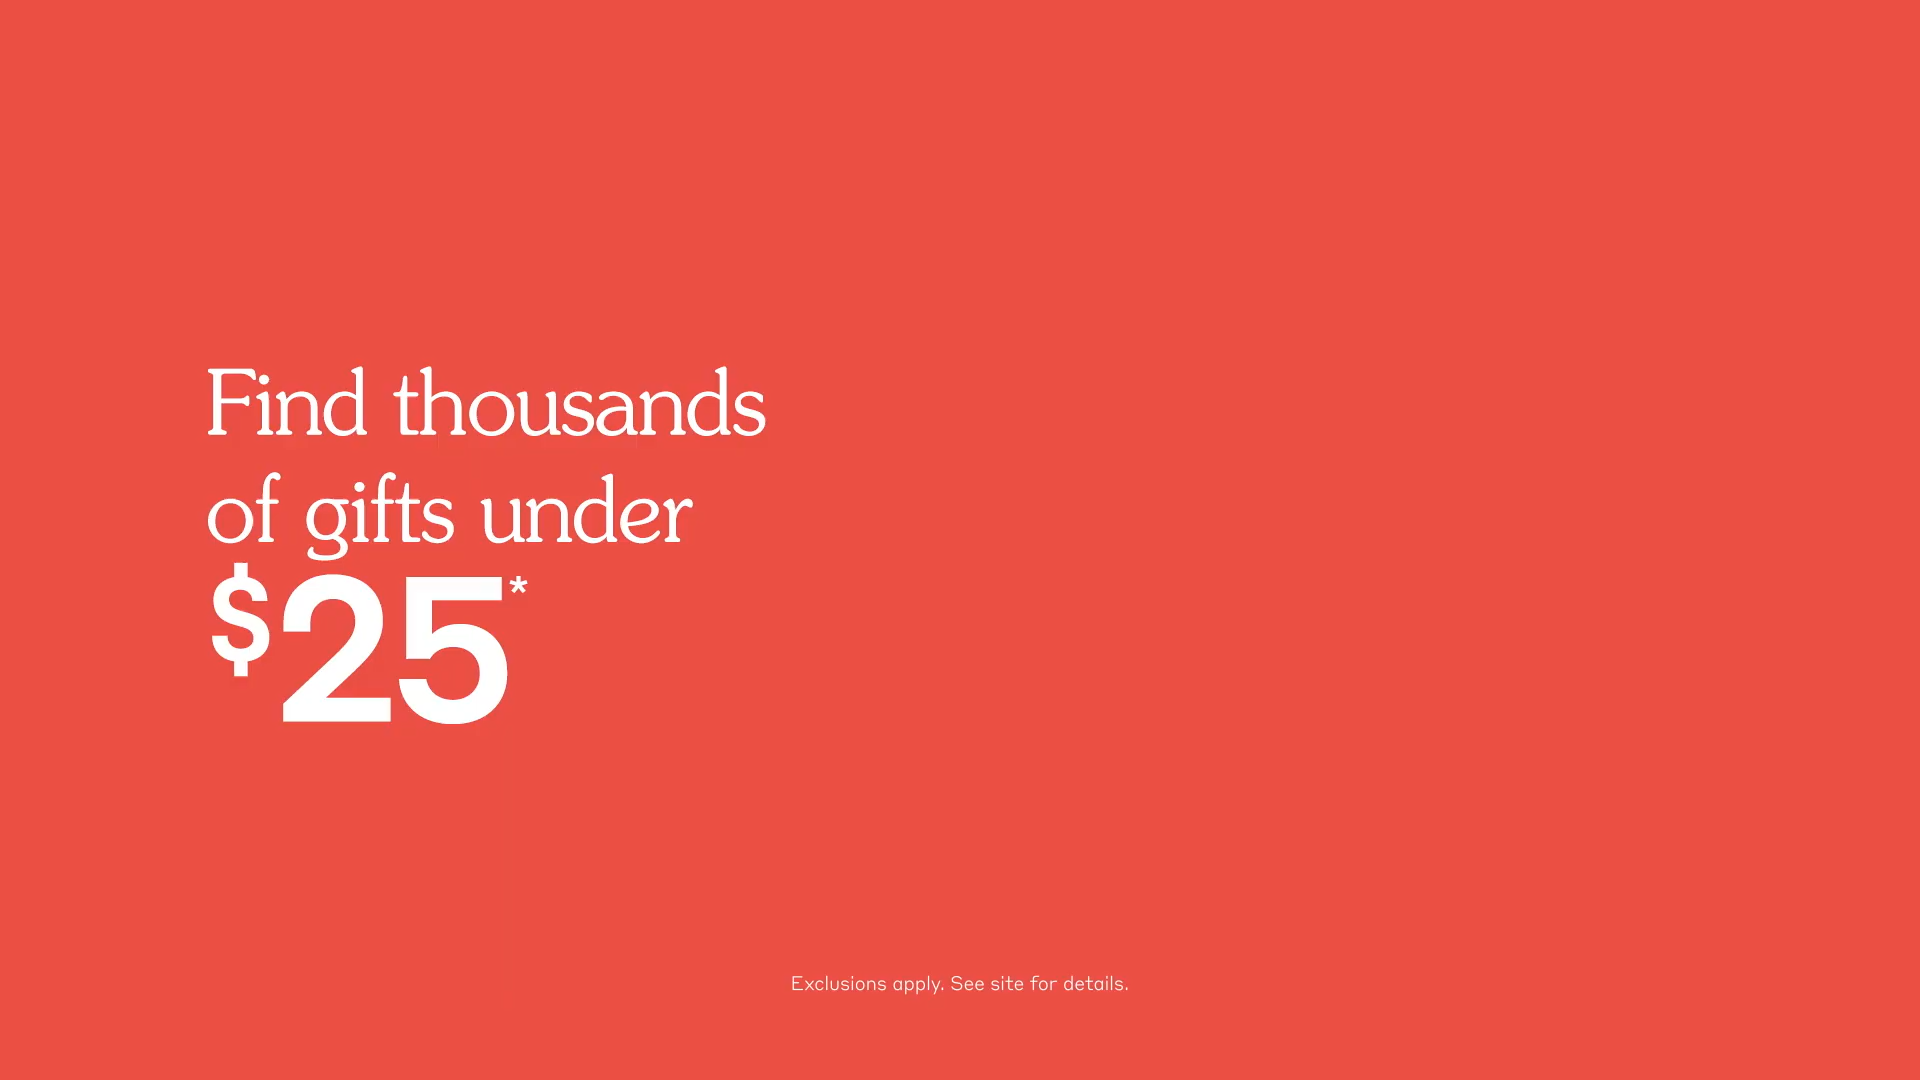 Find thousands
of gifts under
$25*
Exclusions apply. See site for details.